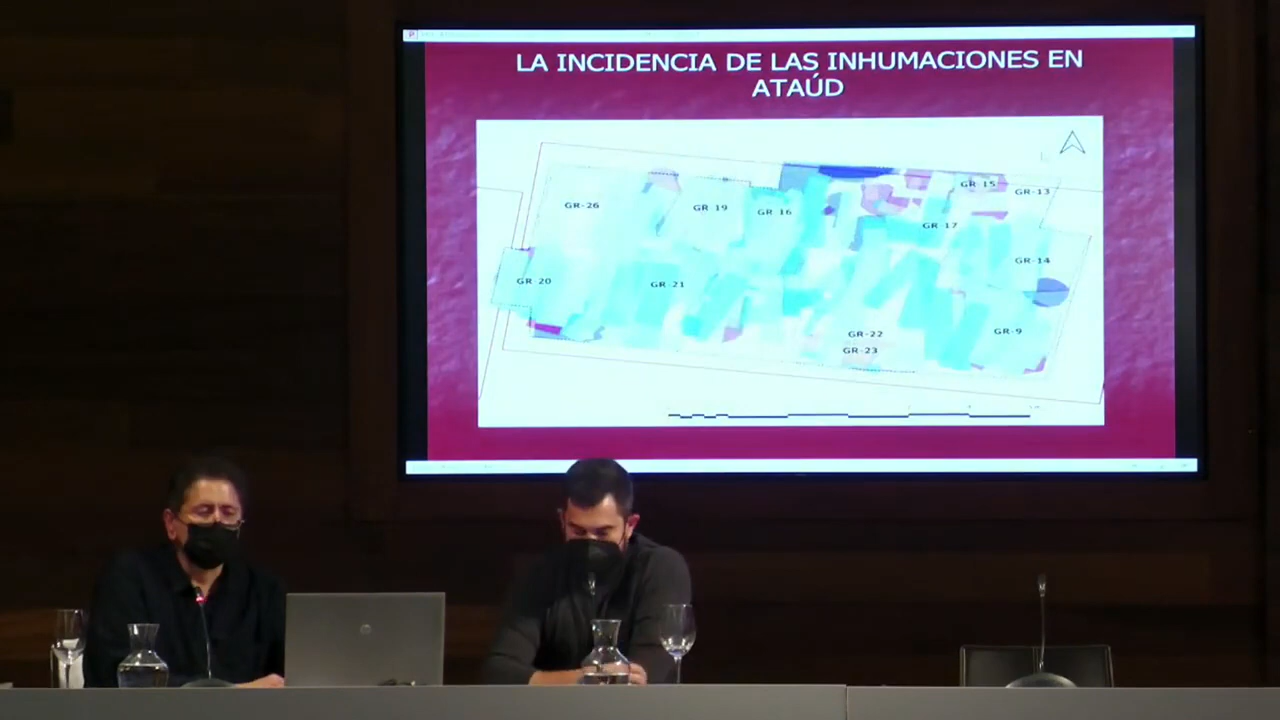 LA INCIDENCIA DE LAS INHUMACIONES EN
ATAÚD
GR-15
GR-13
GR-26
GR 19
GR 16
GR-17
GR-14
GR-20
GR-21
GR-9
GR-22
GR-23